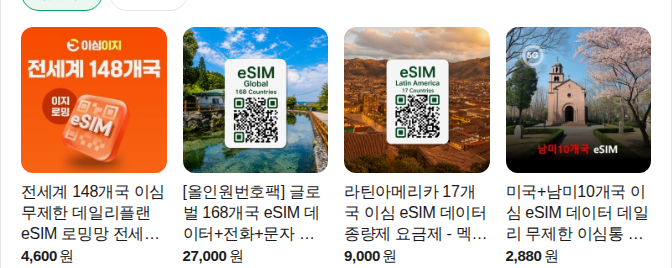 이심이지
전세계 148개국
이지
로밍
eSIM
eSIM
Global
168 Countries
eSIM
Latin America
17 Countries
5G
남미10개국 eSIM
전세계 148개국 이심
무제한 데일리플랜
eSIM 로밍망 전세…
4,600 원
[올인원번호팩] 글로
벌 168개국 eSIM 데
이터+전화+문자 …
27,000 원
라틴아메리카 17개
국 이심 eSIM 데이터
종량제 요금제 - 멕…
9,000 원
미국+남미10개국 이
심 eSIM 데이터 데일
리 무제한 이심통 …
2,880 원